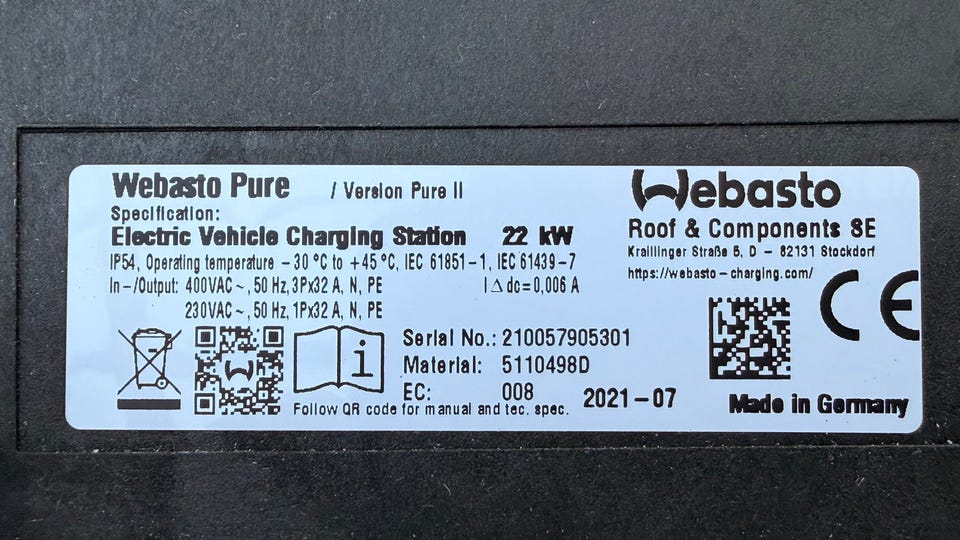 Webasto Pure / Version Pure II
Specification:
Electric Vehicle Charging Station 22 kW
IP54, Operating temperature -30 °C to +45 °C, IEC 61851-1, IEC 61439-7
In-/Output: 400VAC ~, 50 Hz, 3Px32 A, N, PE I Δ dc=0,006 A
230VAC ~, 50 Hz, 1Px32 A, N, PE
Webasto
Roof & Components SE
Kraillinger Straße 5, D - 82131 Stockdorf
https://webasto-charging.com/
CE
i
Serial No.: 210057905301
Material: 5110498D
EC: 008 2021-07
Follow QR code for manual and tec. spec.
Made in Germany